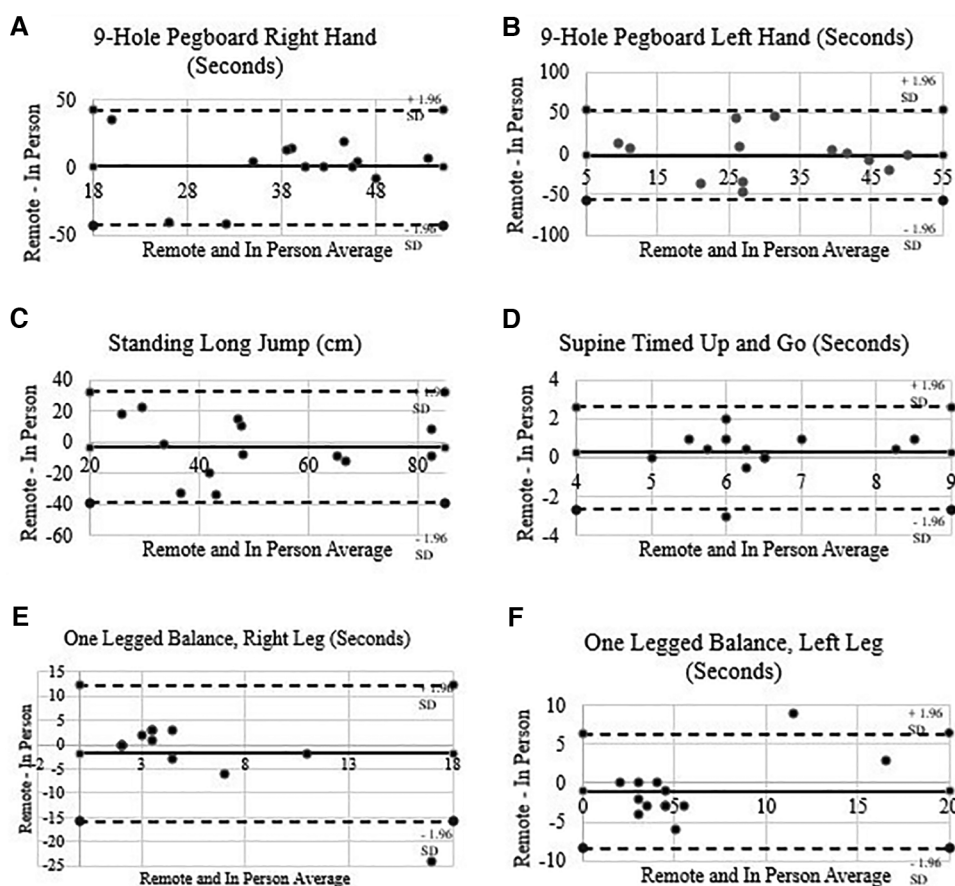 A
9-Hole Pegboard Right Hand
(Seconds)
Remote - In Person
50
0
-50
18
28
38
48
+ 1.96
SD
- 1.96
SD
Remote and In Person Average
B
9-Hole Pegboard Left Hand (Seconds)
Remote - In Person
100
50
0
-50
-100
5
15
25
35
45
55
+ 1.96
SD
- 1.96
SD
Remote and In Person Average
C
Standing Long Jump (cm)
Remote - In Person
40
20
0
-20
-40
-60
20
40
60
80
SD
- 1.96
SD
Remote and In Person Average
D
Supine Timed Up and Go (Seconds)
Remote - In Person
4
2
0
-2
-4
4
5
6
7
8
9
+ 1.96
SD
- 1.96
SD
Remote and In Person Average
E
One Legged Balance, Right Leg (Seconds)
Remote - In Person
15
10
5
0
-5
-10
-15
-20
-25
-2
3
8
13
18
+ 1.96
SD
- 1.96
SD
Remote and In Person Average
F
One Legged Balance, Left Leg
(Seconds)
Remote - In Person
10
5
0
-5
-10
0
5
10
15
20
+ 1.96
SD
- 1.96
SD
Remote and In Person Average